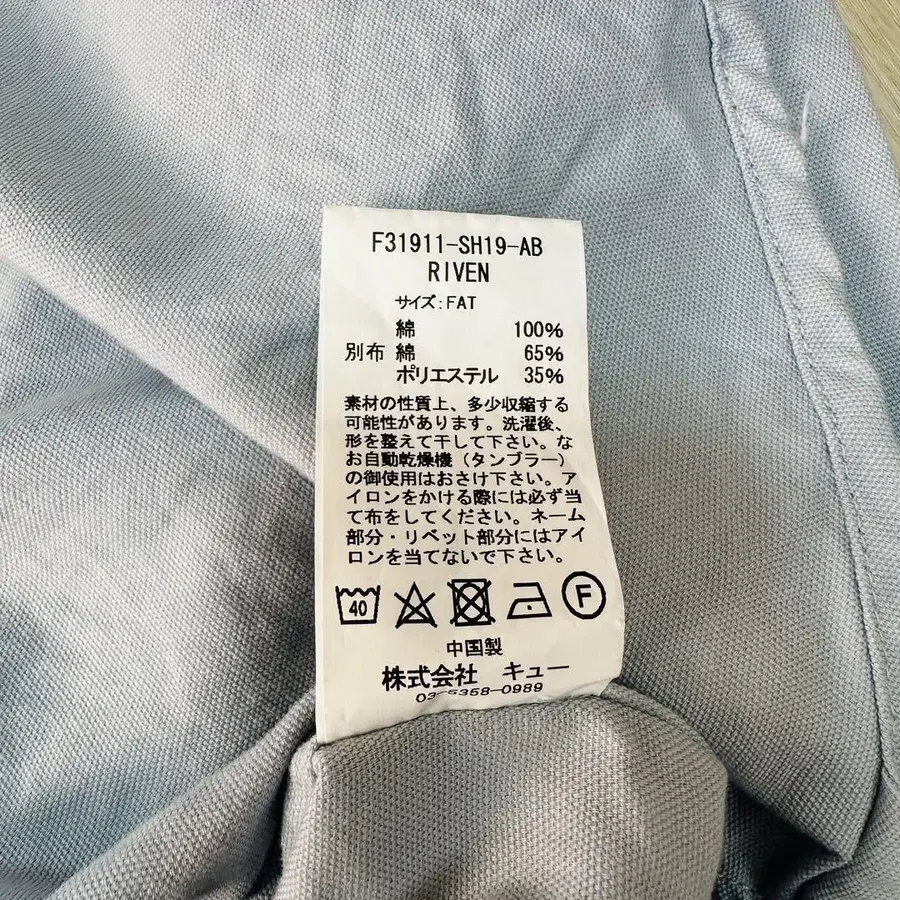 F31911-SH19-AB
RIVEN
サイズ:FAT
綿 100%
別布 綿 65%
ポリエステル 35%
素材の性質上、多少収縮する
可能性があります。洗濯後、
形を整えて干して下さい。な
お自動乾燥機(タンブラー)
の御使用はおさけ下さい。ア
イロンをかける際には必ず当
て布をしてください。ネーム
部分・リベット部分にはアイ
ロンを当てないで下さい。
40 F
中国製
株式会社 キュー
03-5358-0989